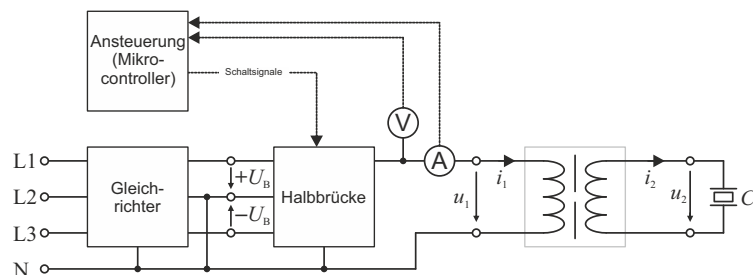 Ansteuerung
(Mikro-
controller)
Schaltsignale
V
A
L1
L2
L3
N
Gleich-
richter
+U_B
−U_B
Halbbrücke
i_1
u_1
i_2
u_2
C